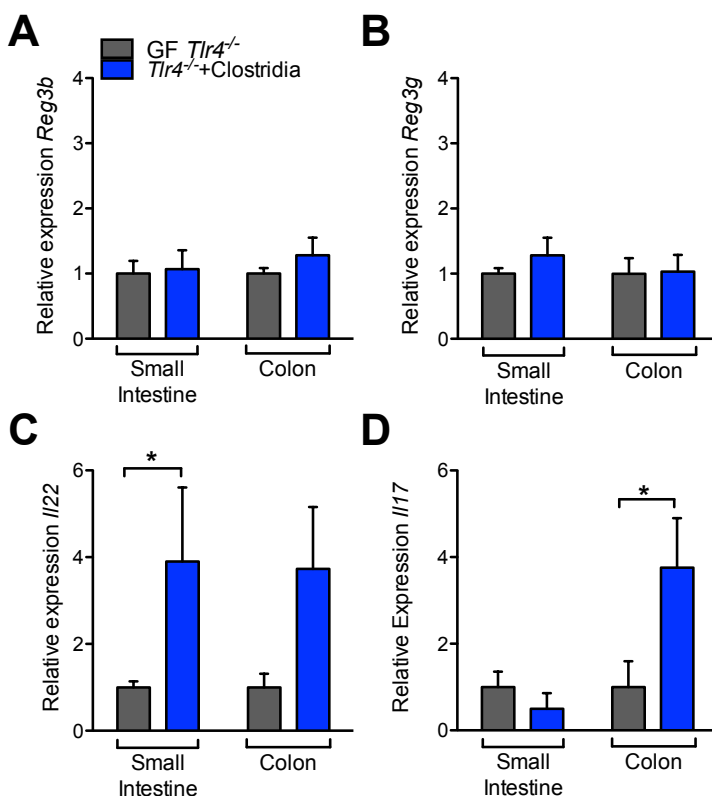 A
GF Tlr4-/-
Tlr4-/-+Clostridia
Relative expression Reg3b
4
3
2
1
0
Small
Intestine
Colon
B
Relative expression Reg3g
4
3
2
1
0
Small
Intestine
Colon
C
Relative expression Il22
6
4
2
0
*
Small
Intestine
Colon
D
Relative Expression Il17
6
4
2
0
*
Small
Intestine
Colon